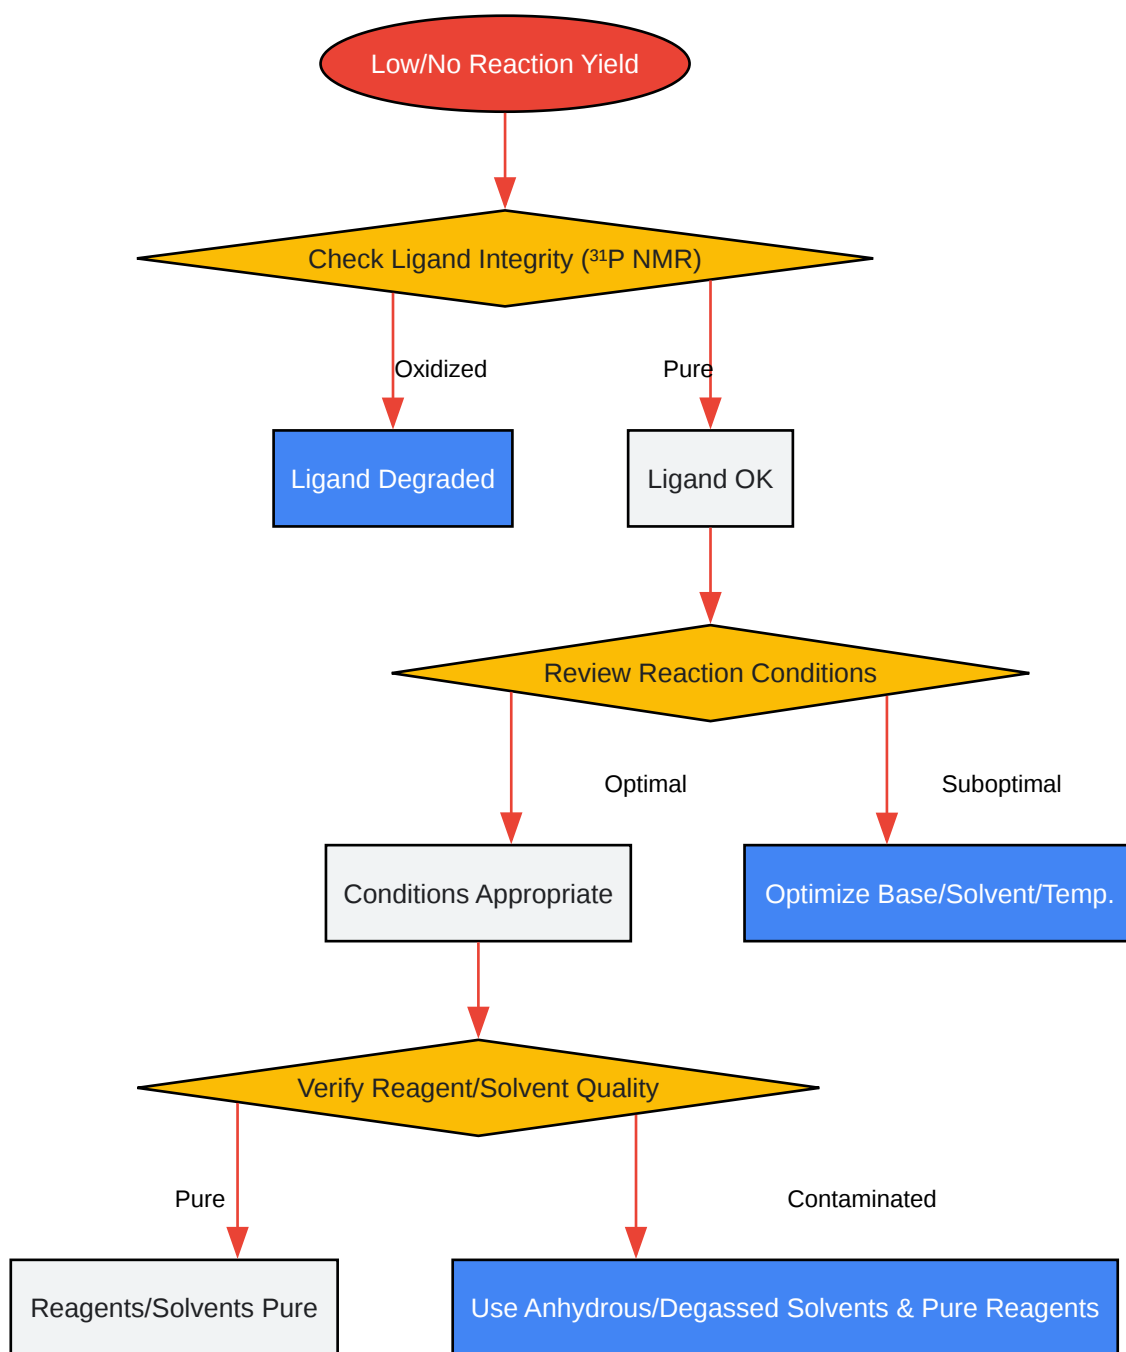 Low/No Reaction Yield
Check Ligand Integrity (³¹P NMR)
Oxidized
Pure
Ligand Degraded
Ligand OK
Review Reaction Conditions
Optimal
Suboptimal
Conditions Appropriate
Optimize Base/Solvent/Temp.
Verify Reagent/Solvent Quality
Pure
Contaminated
Reagents/Solvents Pure
Use Anhydrous/Degassed Solvents & Pure Reagents